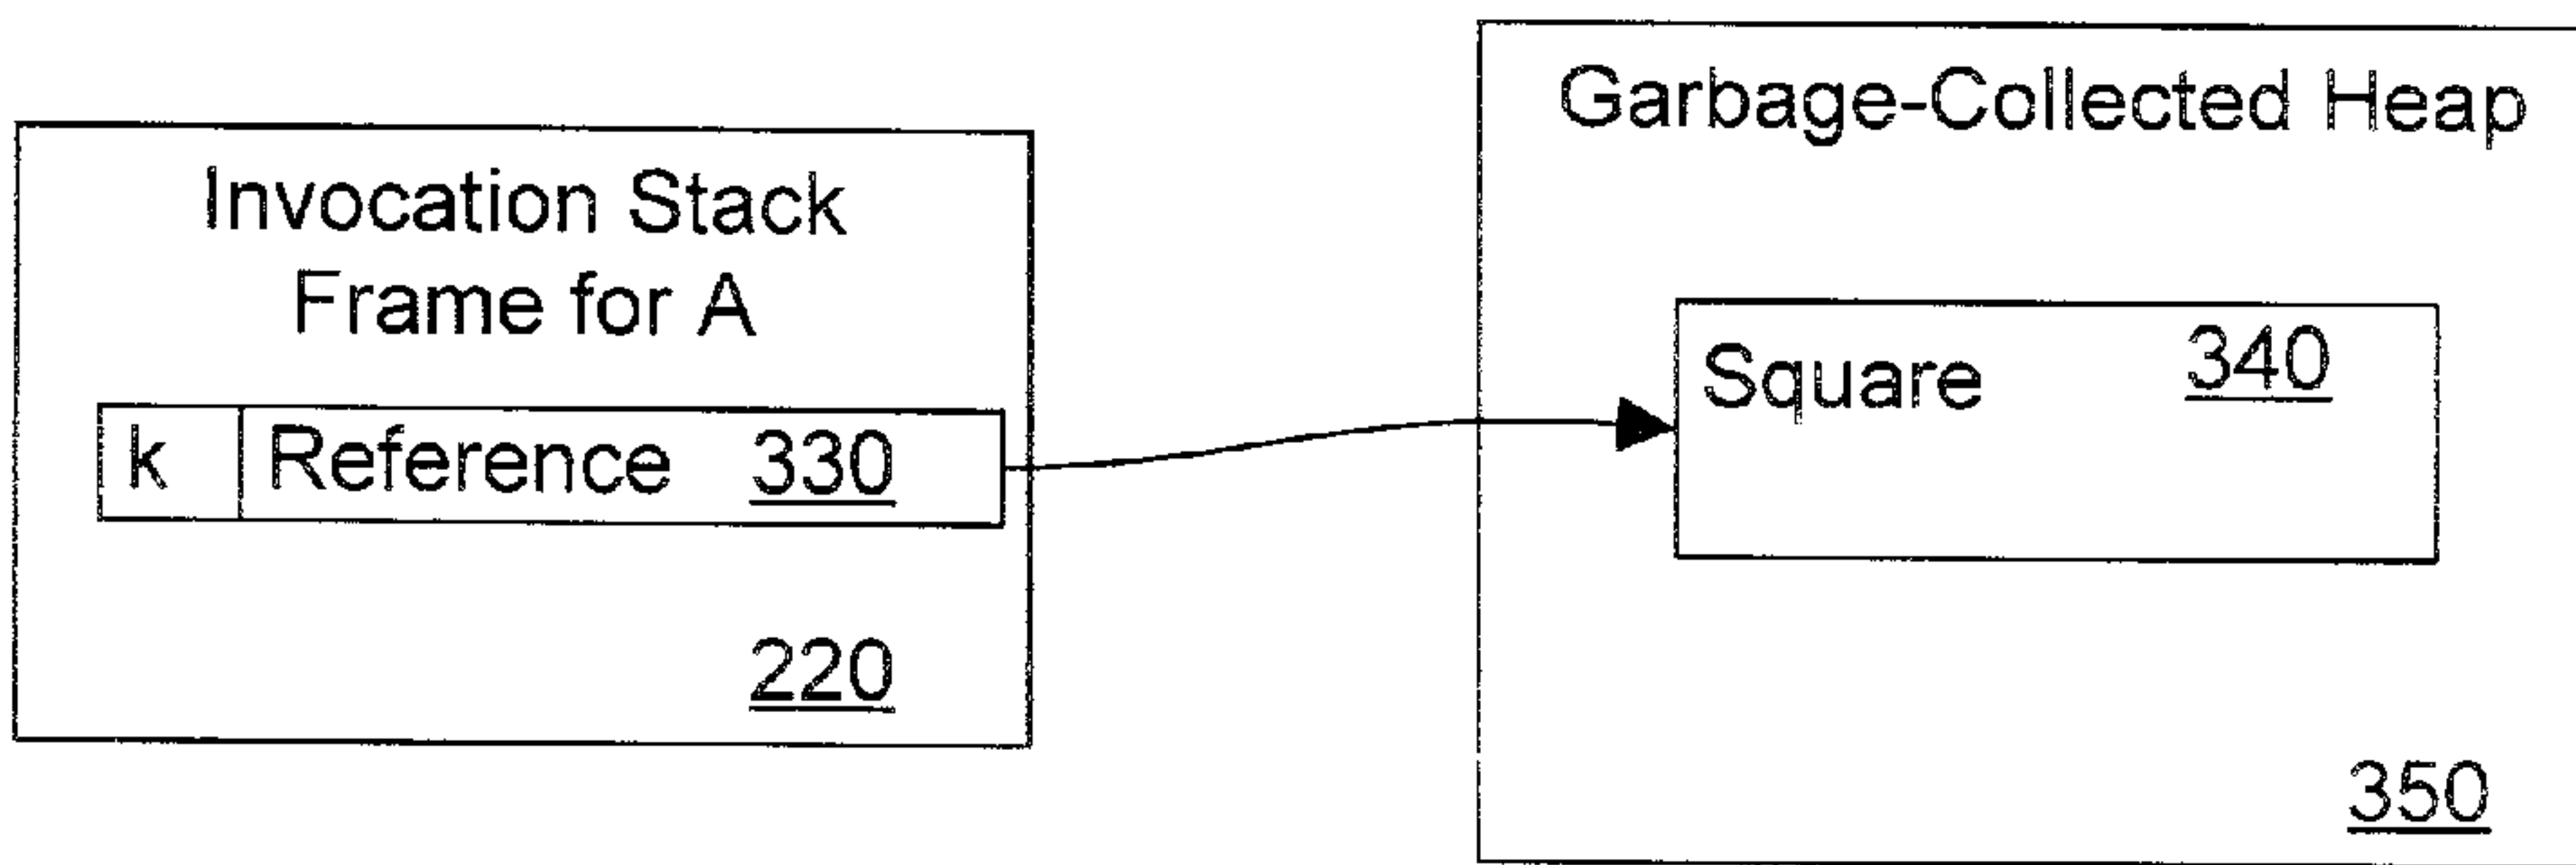 Invocation Stack
Frame for A
k Reference 330
220
Garbage-Collected Heap
Square 340
350